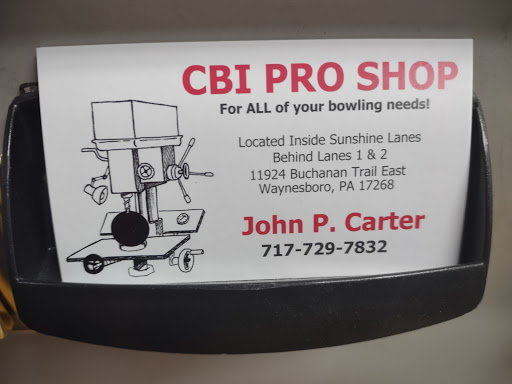 CBI PRO SHOP
For ALL of your bowling needs!
Located Inside Sunshine Lanes
Behind Lanes 1 & 2
11924 Buchanan Trail East
Waynesboro, PA 17268
John P. Carter
717-729-7832